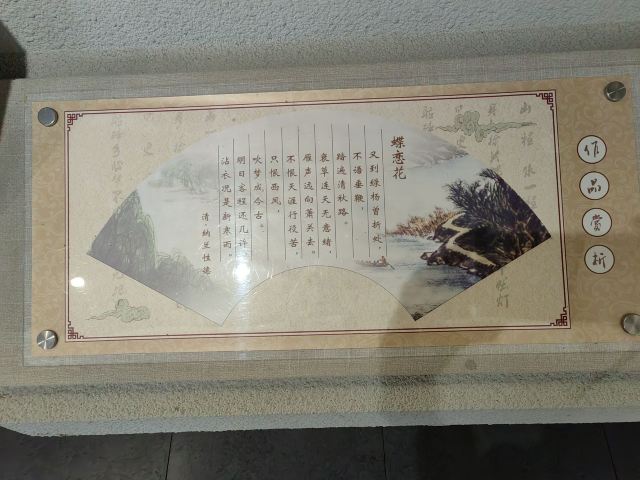 作品赏析
蝶恋花
又到绿杨曾折处,
不语垂鞭,
踏遍清秋路。
衰草连天无意绪,
雁声远向萧关去。
不恨天涯行役苦,
只恨西风,
吹梦成今古。
明日客程还几许,
沾衣况是新寒雨。
清·纳兰性德